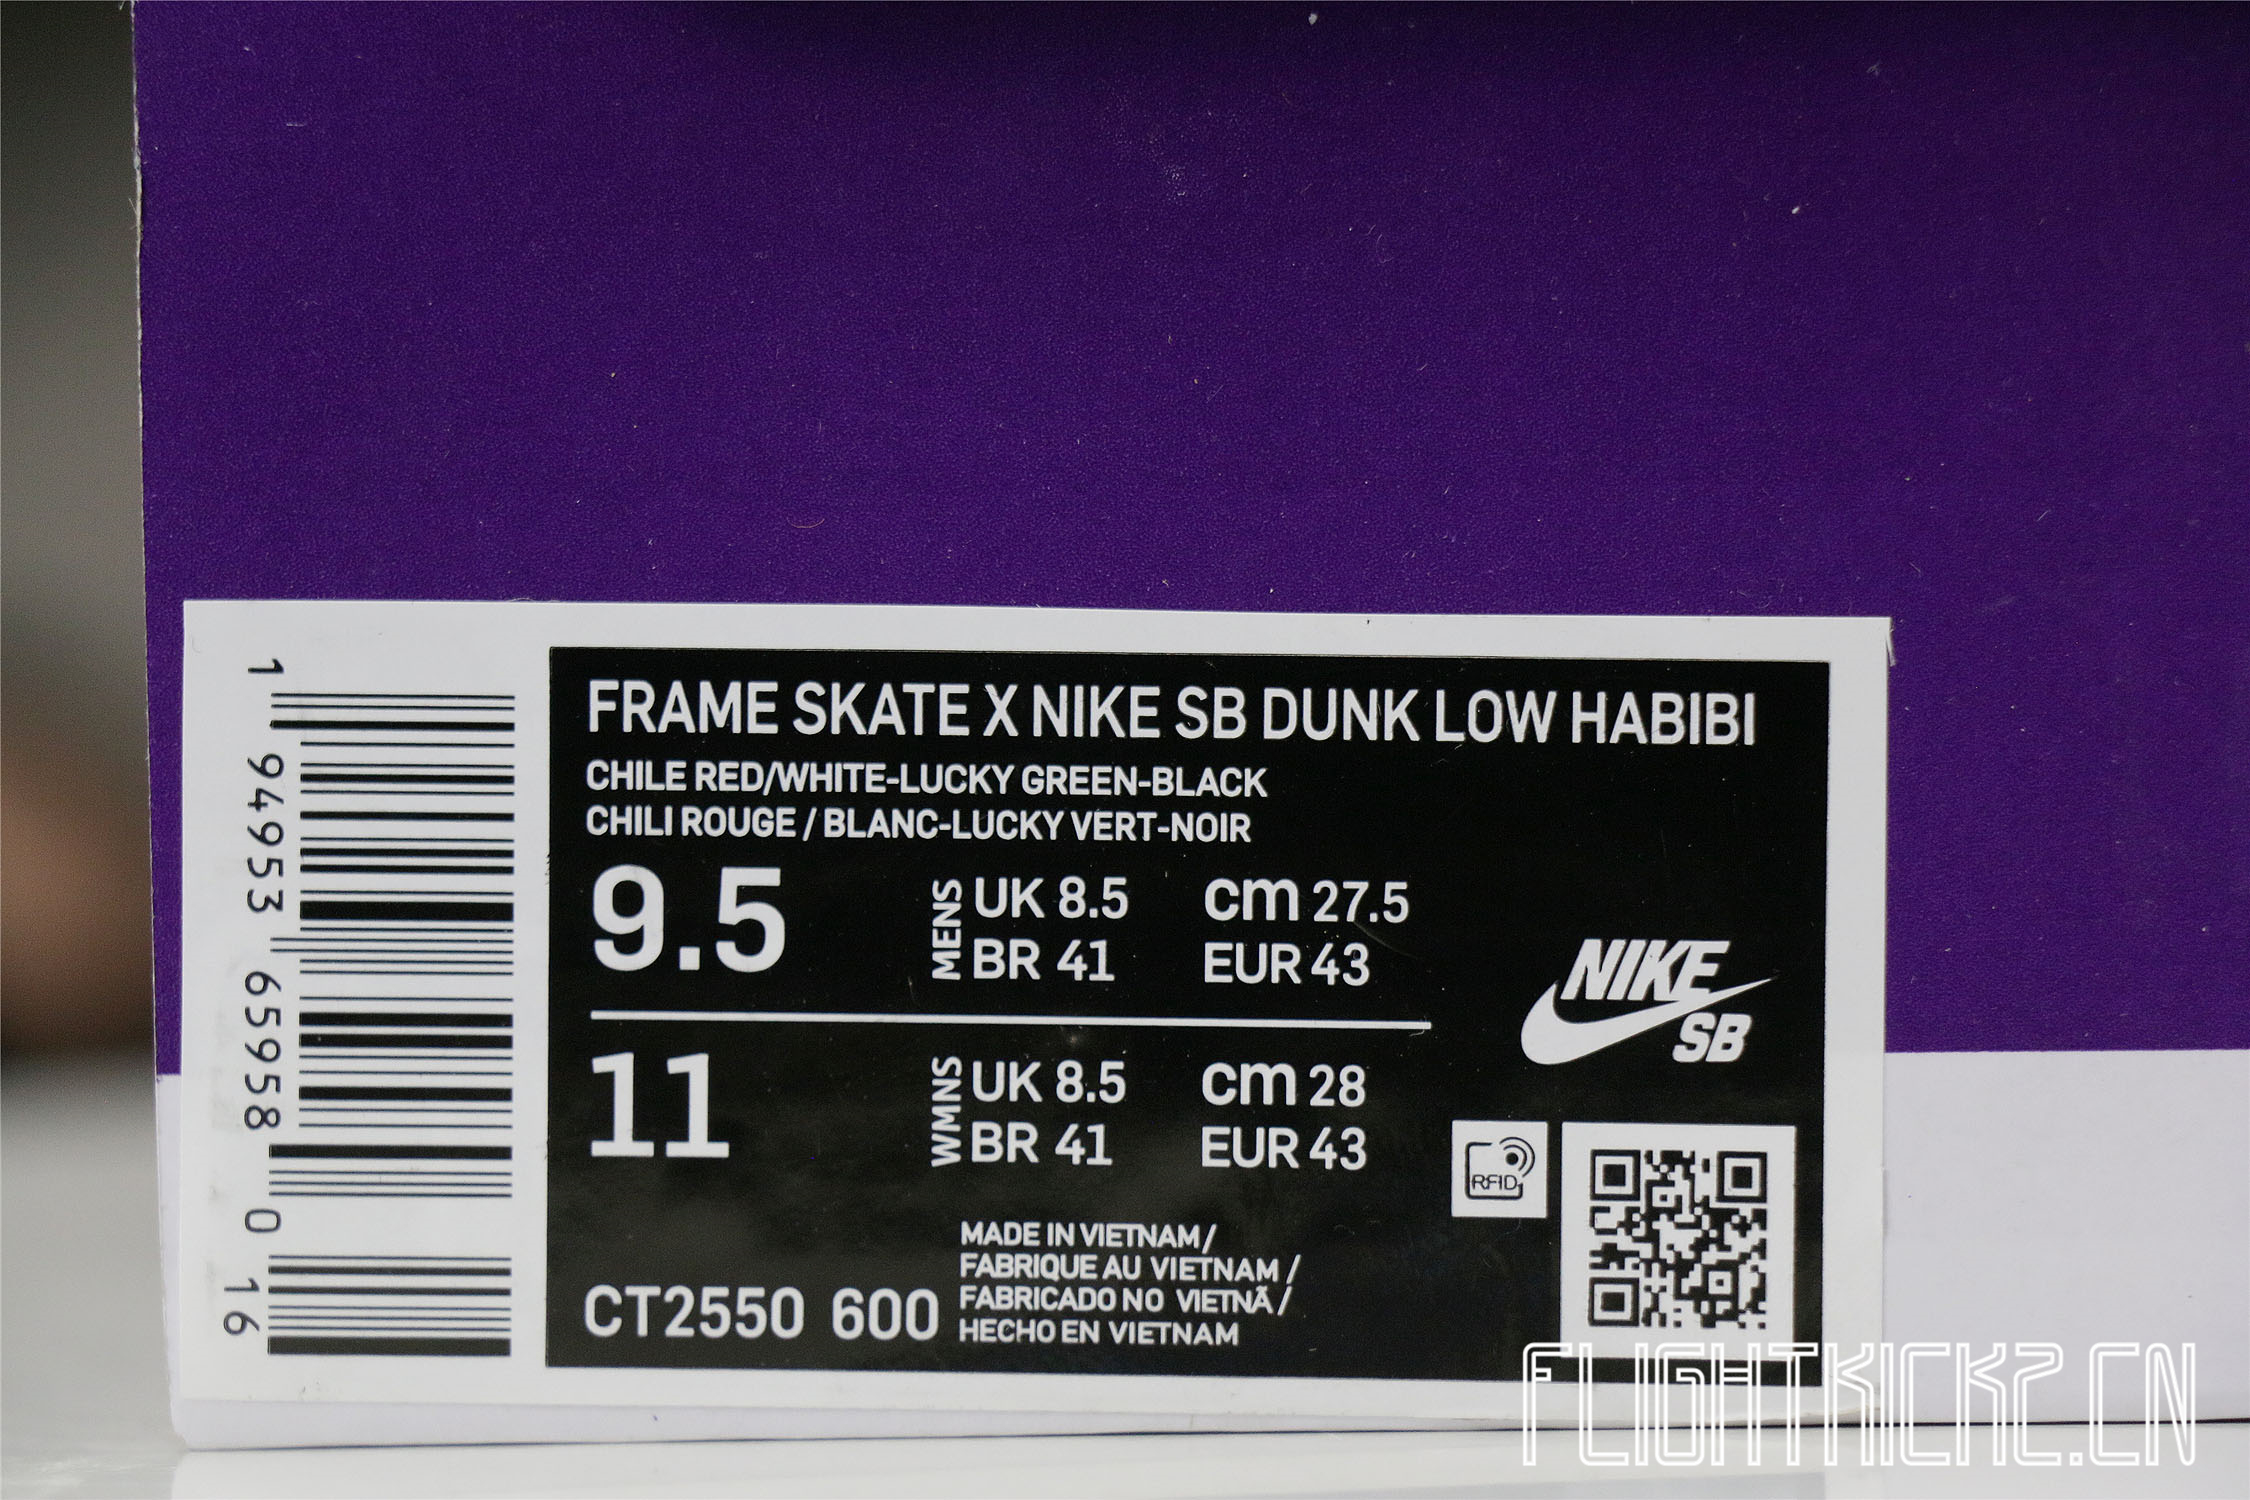 FRAME SKATE X NIKE SB DUNK LOW HABIBI
CHILE RED/WHITE-LUCKY GREEN-BLACK
CHILI ROUGE / BLANC-LUCKY VERT-NOIR
9.5 MENS UK 8.5 cm 27.5
BR 41 EUR 43
11 WMNS UK 8.5 cm 28
BR 41 EUR 43
NIKE
SB
RFID
CT2550 600
MADE IN VIETNAM /
FABRIQUE AU VIETNAM /
FABRICADO NO VIETNÃ /
HECHO EN VIETNAM
1 94953 65958 0 16
FLIGHTKICKZ.CN